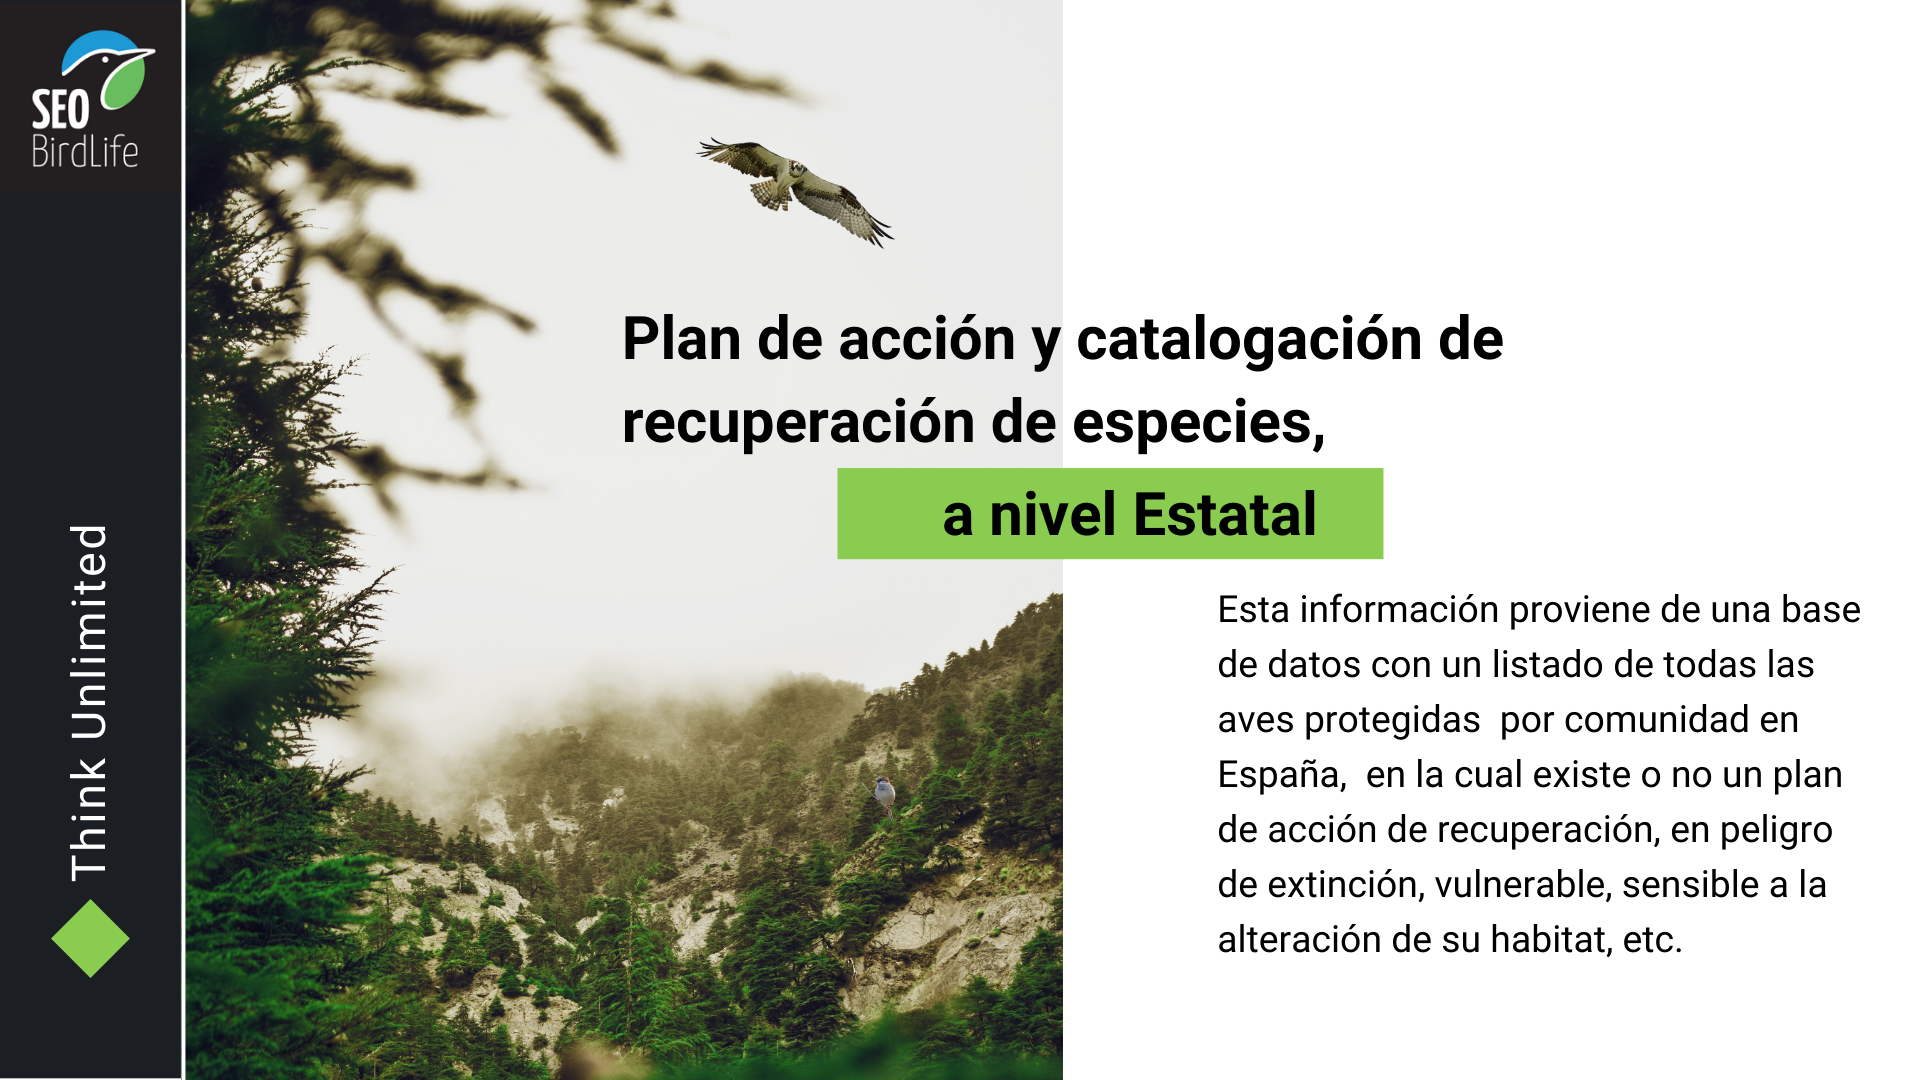 SEO
BirdLife
Think Unlimited
Plan de acción y catalogación de
recuperación de especies,
a nivel Estatal
Esta información proviene de una base
de datos con un listado de todas las
aves protegidas  por comunidad en
España,  en la cual existe o no un plan
de acción de recuperación, en peligro
de extinción, vulnerable, sensible a la
alteración de su habitat, etc.